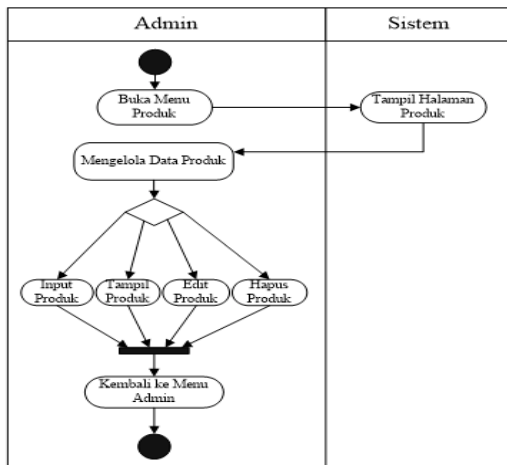 Admin
Sistem
Buka Menu
Produk
Tampil Halaman
Produk
Mengelola Data Produk
Input
Produk
Tampil
Produk
Edit
Produk
Hapus
Produk
Kembali ke Menu
Admin